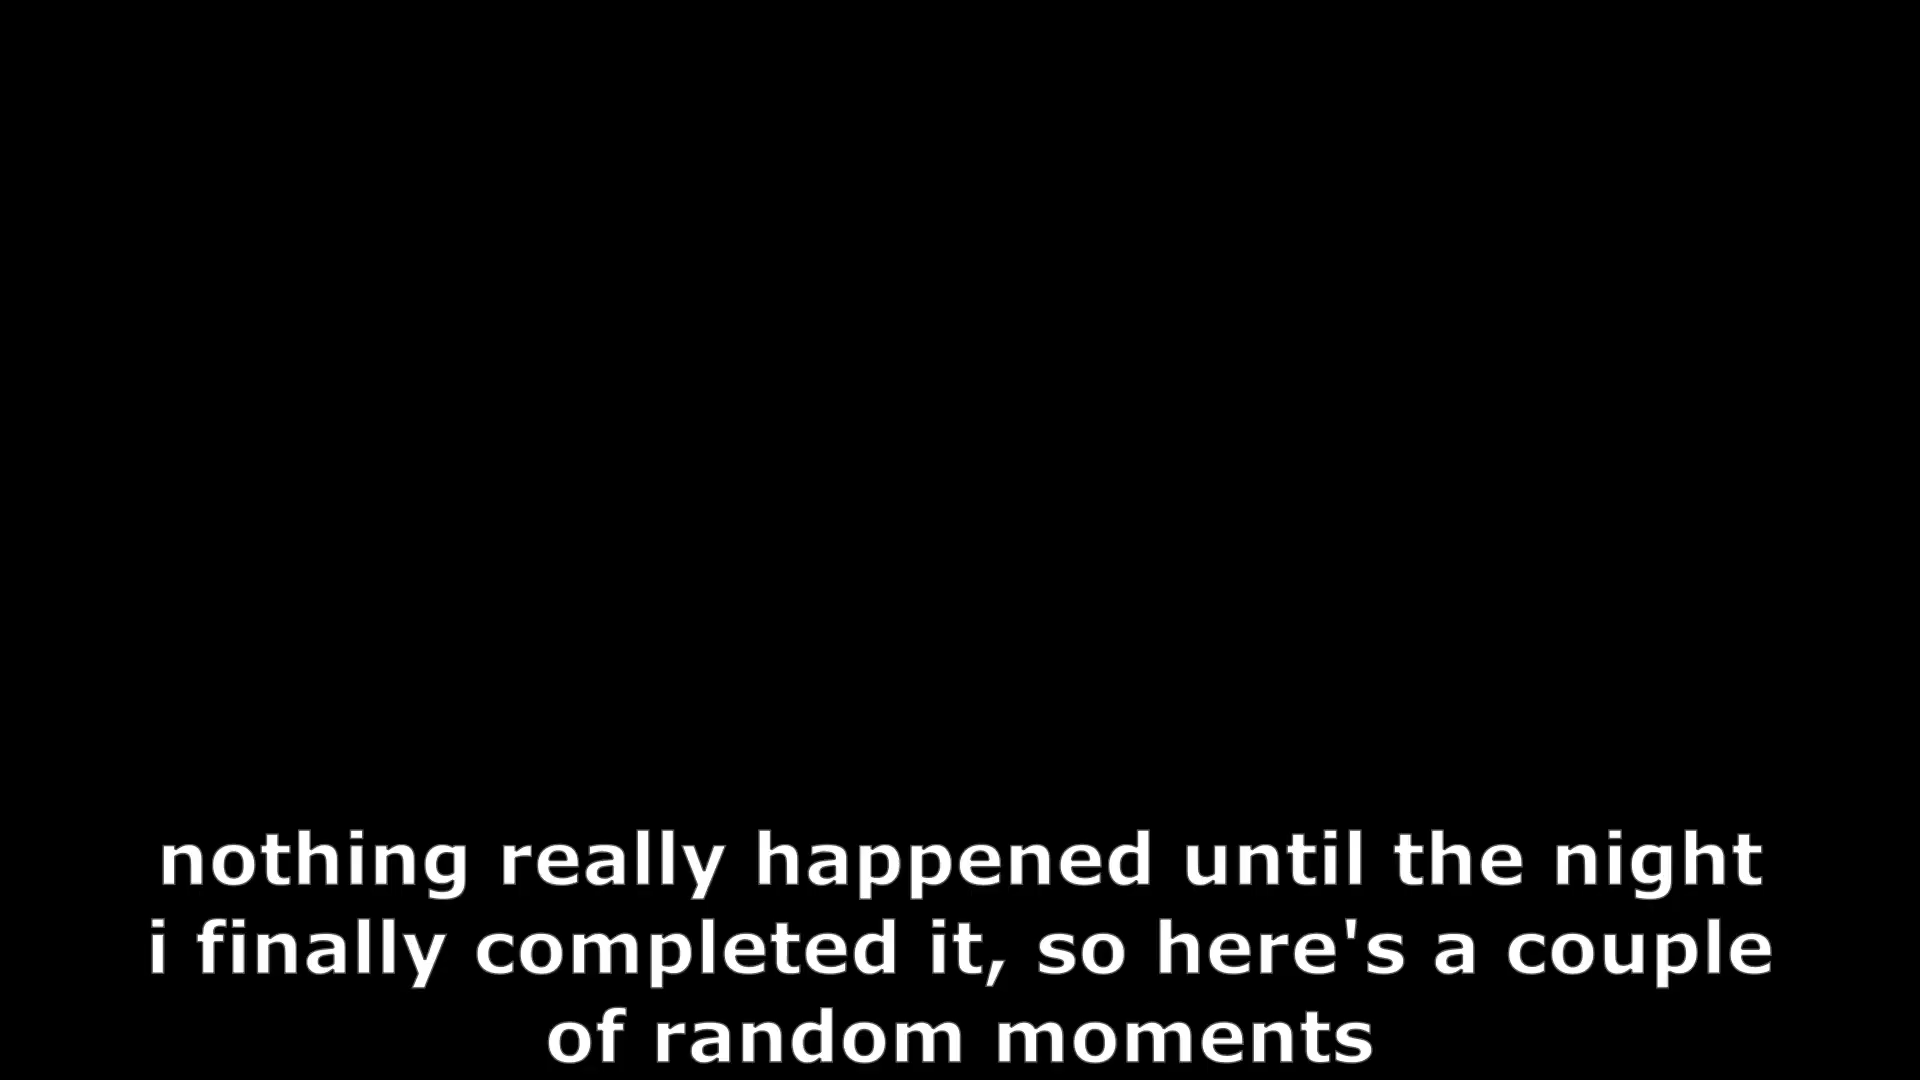 nothing really happened until the night
i finally completed it, so here's a couple
of random moments